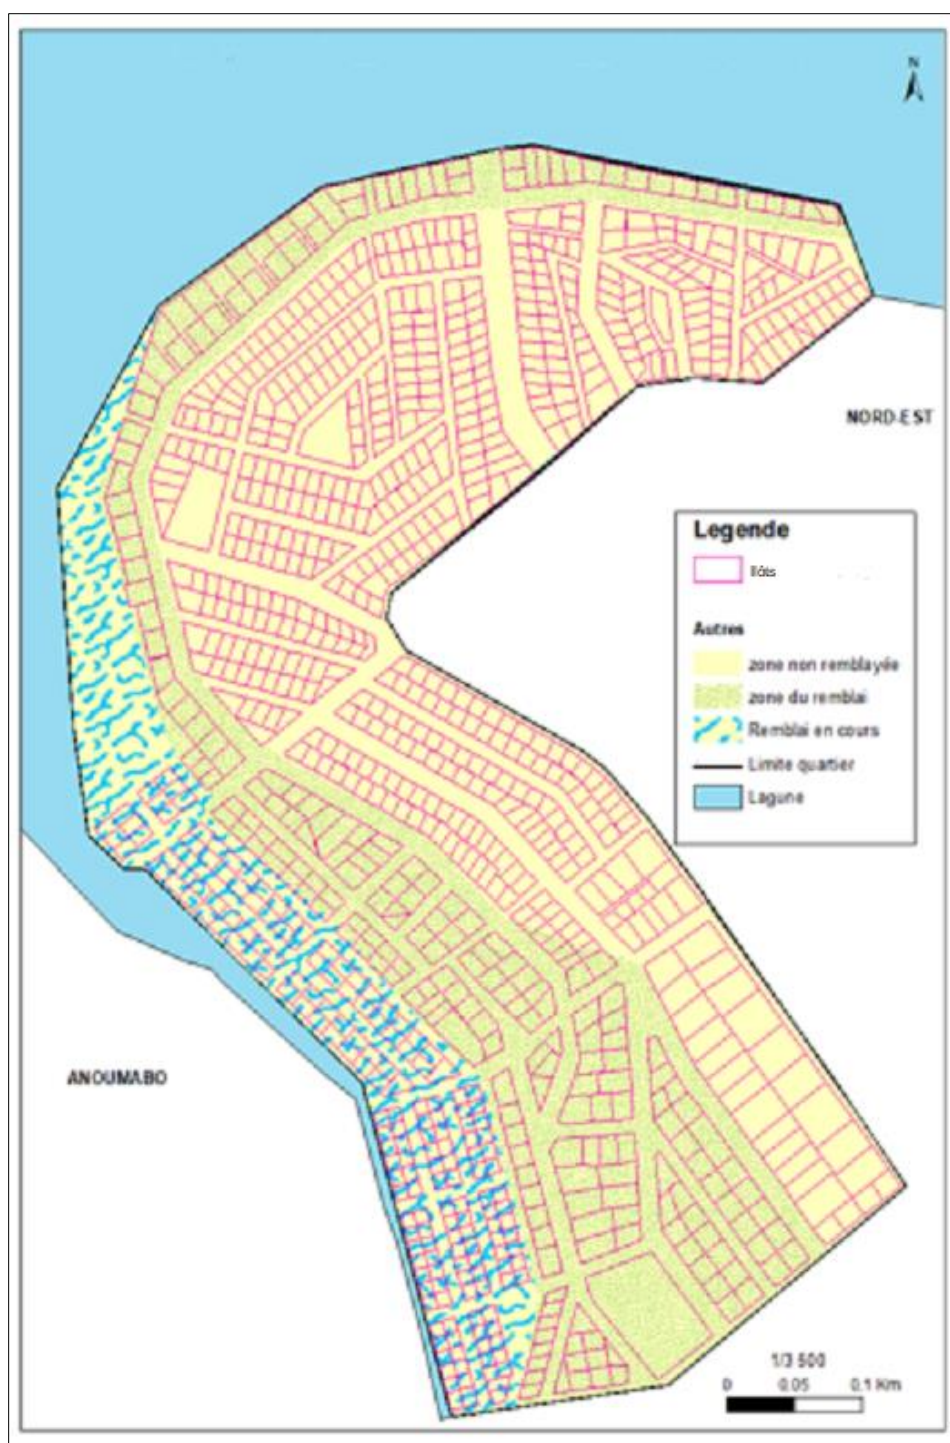 N
NORD-EST
Legende
Ilôts
Autres
zone non remblayée
zone du remblai
Remblai en cours
Limite quartier
Lagune
ANOUMABO
1/3 500
0 0.05 0.1 Km